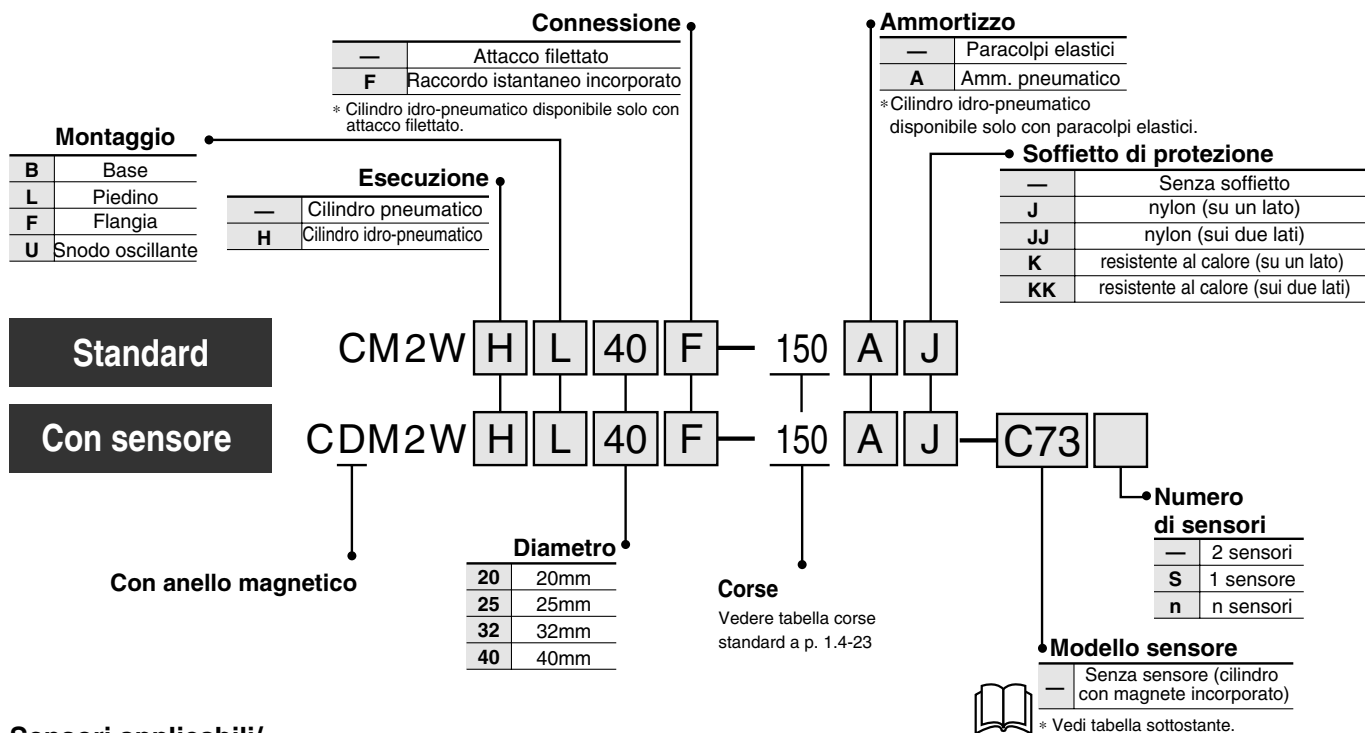 Connessione
— Attacco filettato
F Raccordo istantaneo incorporato
* Cilindro idro-pneumatico disponibile solo con
attacco filettato.
Ammortizzo
— Paracolpi elastici
A Amm. pneumatico
*Cilindro idro-pneumatico
disponibile solo con paracolpi elastici.
Montaggio
B Base
L Piedino
F Flangia
U Snodo oscillante
Esecuzione
— Cilindro pneumatico
H Cilindro idro-pneumatico
Soffietto di protezione
— Senza soffietto
J nylon (su un lato)
JJ nylon (sui due lati)
K resistente al calore (su un lato)
KK resistente al calore (sui due lati)
Standard CM2W H L 40 F — 150 A J
Con sensore CDM2W H L 40 F — 150 A J — C73
Con anello magnetico
Diametro
20 20mm
25 25mm
32 32mm
40 40mm
Corse
Vedere tabella corse
standard a p. 1.4-23
Numero
di sensori
— 2 sensori
S 1 sensore
n n sensori
Modello sensore
— Senza sensore (cilindro
con magnete incorporato)
* Vedi tabella sottostante.
Sensori applicabili/